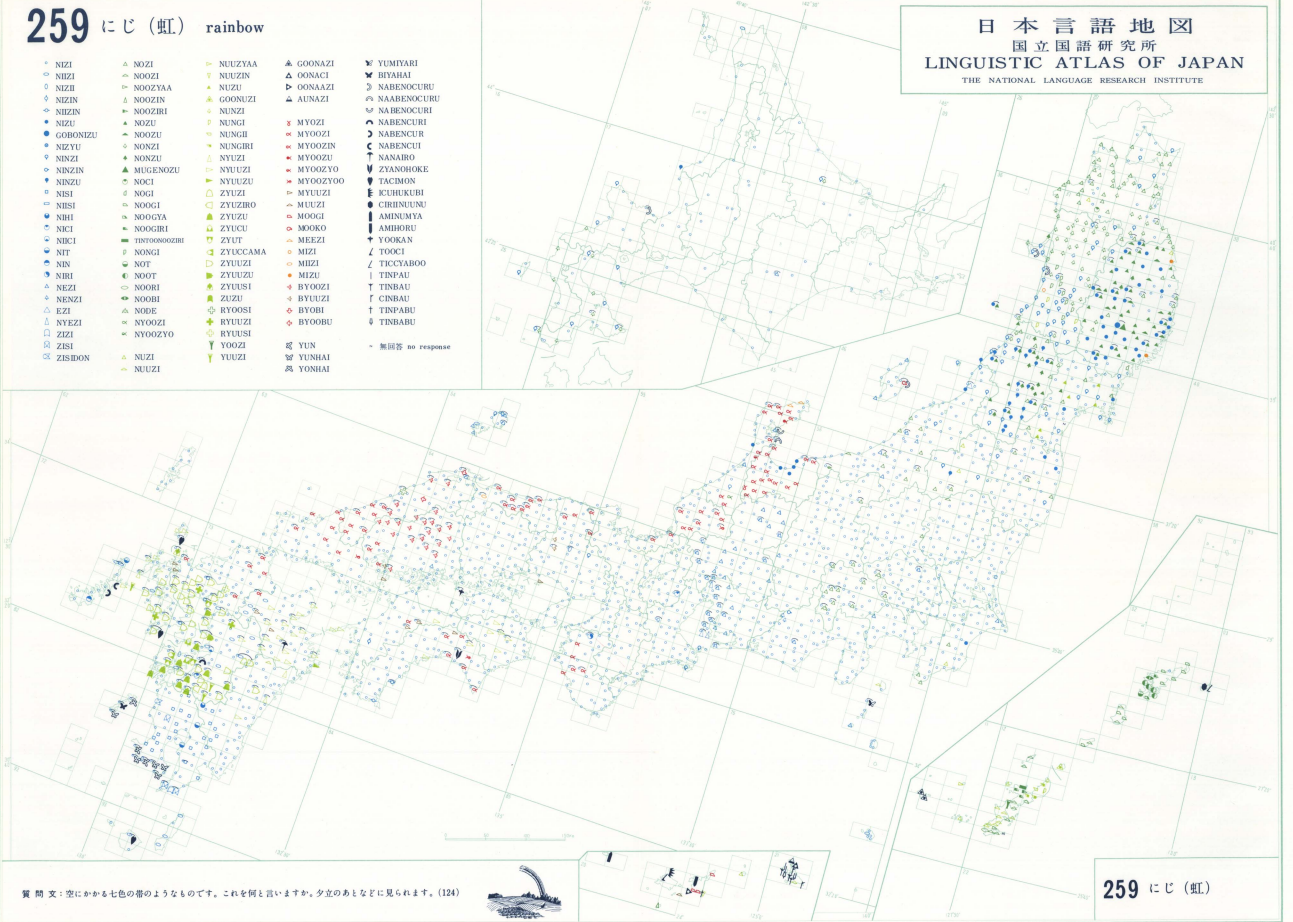 259 にじ（虹） rainbow
日本言語地図
国立国語研究所
LINGUISTIC ATLAS OF JAPAN
THE NATIONAL LANGUAGE RESEARCH INSTITUTE
NIZI
NIIZI
NIZII
NIZIN
NIIZIN
NIZU
GOBONIZU
NIZYU
NINZI
NINZIN
NINZU
NISI
NIISI
NIHI
NICI
NIICI
NIT
NIN
NIRI
NEZI
NENZI
EZI
NYEZI
ZIZI
ZISI
ZISIDON
NOZI
NOOZI
NOOZYAA
NOOZIN
NOOZIRI
NOZU
NOOZU
NONZI
NONZU
MUGENOZU
NOCI
NOGI
NOOGI
NOOGYA
NOOGIRI
TINTOONOOZIRI
NONGI
NOT
NOOT
NOORI
NOOBI
NODE
NYOOZI
NYOOZYO
NUZI
NUUZI
NUUZYAA
NUUZIN
NUZU
GOONUZI
NUNZI
NUNGI
NUNGII
NUNGIRI
NYUZI
NYUUZI
NYUUZU
ZYUZI
ZYUZIRO
ZYUZU
ZYUCU
ZYUT
ZYUCCAMA
ZYUUZI
ZYUUZU
ZYUUSI
ZUZU
RYOOSI
RYUUZI
RYUUSI
YOOZI
YUUZI
GOONAZI
OONACI
OONAAZI
AUNAZI
MYOZI
MYOOZI
MYOOZIN
MYOOZU
MYOOZYO
MYOOZYOO
MYUUZI
MUUZI
MOOGI
MOOKO
MEEZI
MIZI
MIIZI
MIZU
BYOOZI
BYUUZI
BYOBI
BYOOBU
YUN
YUNHAI
YONHAI
YUMIYARI
BIYAHAI
NABENOCURU
NAABENOCURU
NABENOCURI
NABENCURI
NABENCUR
NABENCUI
NANAIRO
ZYANOHOKE
TACIMON
ICUHUKUBI
CIRIINUUNU
AMINUMYA
AMIHORU
YOOKAN
TOOCI
TICCYABOO
TINPAU
TINBAU
CINBAU
TINPABU
TINBABU
無回答 no response
質問文：空にかかる七色の帯のようなものです。これを何と言いますか。夕立のあとなどに見られます。(124)
259 にじ（虹）